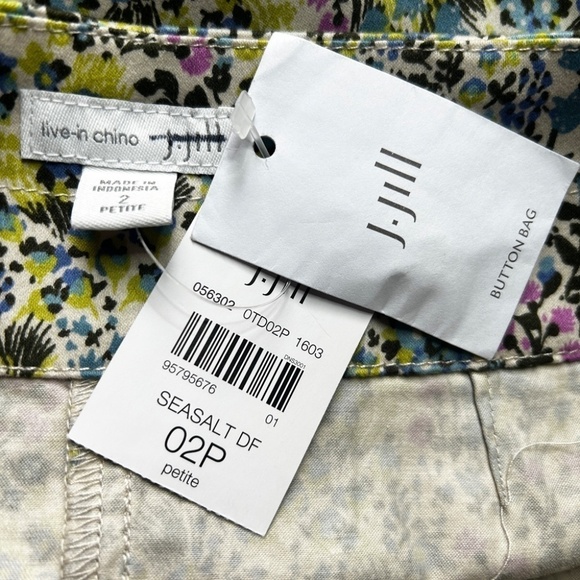 live-in chino J.Jill
MADE IN
INDONESIA
2
PETITE
J.Jill
BUTTON BAG
J.Jill
056302 0TD02P 1603
95795676
01
SEASALT DF
02P
petite